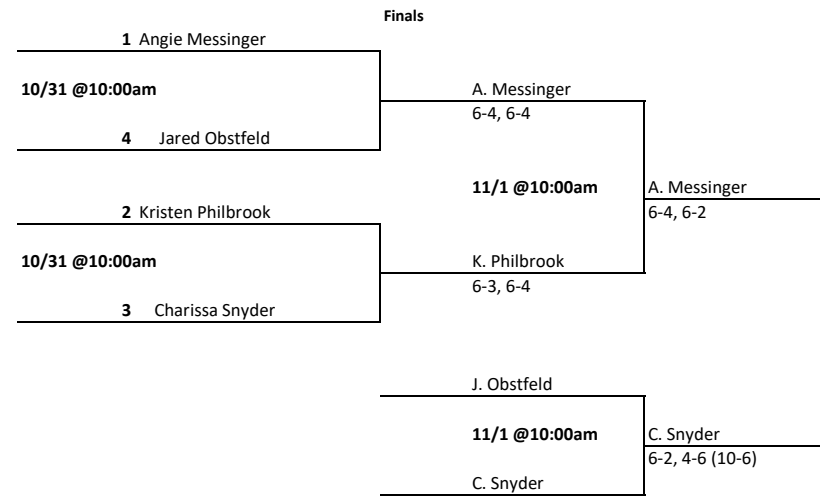 Finals
1 Angie Messinger
10/31 @10:00am
A. Messinger
6-4, 6-4
4 Jared Obstfeld
11/1 @10:00am
A. Messinger
6-4, 6-2
2 Kristen Philbrook
10/31 @10:00am
K. Philbrook
6-3, 6-4
3 Charissa Snyder
J. Obstfeld
11/1 @10:00am
C. Snyder
6-2, 4-6 (10-6)
C. Snyder